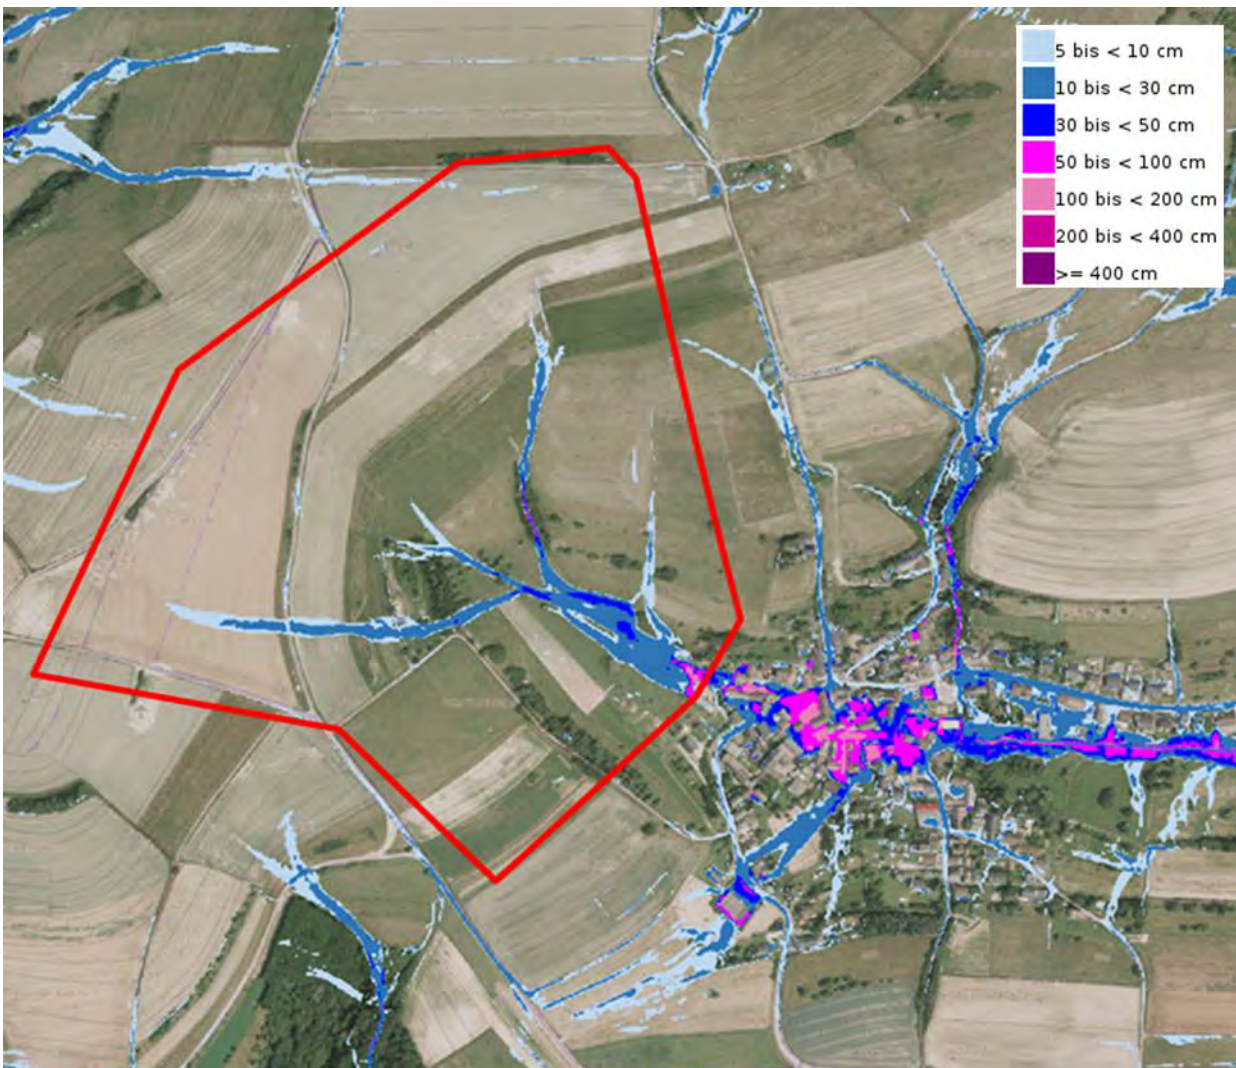 5 bis < 10 cm
10 bis < 30 cm
30 bis < 50 cm
50 bis < 100 cm
100 bis < 200 cm
200 bis < 400 cm
>= 400 cm